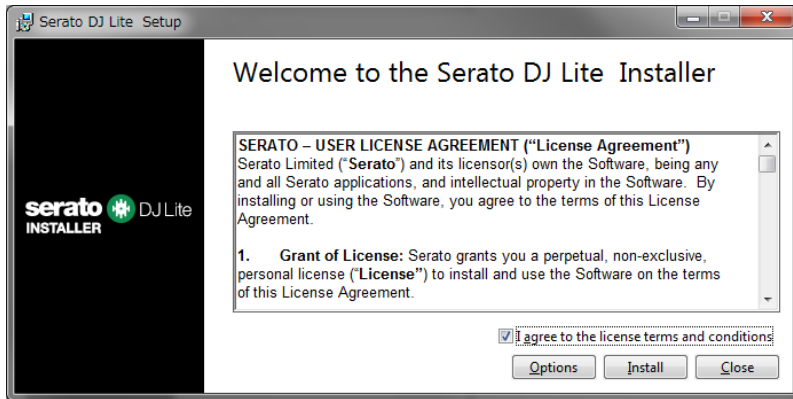 Serato DJ Lite Setup
Welcome to the Serato DJ Lite Installer
SERATO – USER LICENSE AGREEMENT (“License Agreement”)
Serato Limited (“Serato”) and its licensor(s) own the Software, being any
and all Serato applications, and intellectual property in the Software. By
installing or using the Software, you agree to the terms of this License
Agreement.
1. Grant of License: Serato grants you a perpetual, non-exclusive,
personal license (“License”) to install and use the Software on the terms
of this License Agreement.
serato DJ Lite
INSTALLER
I agree to the license terms and conditions
Options Install Close